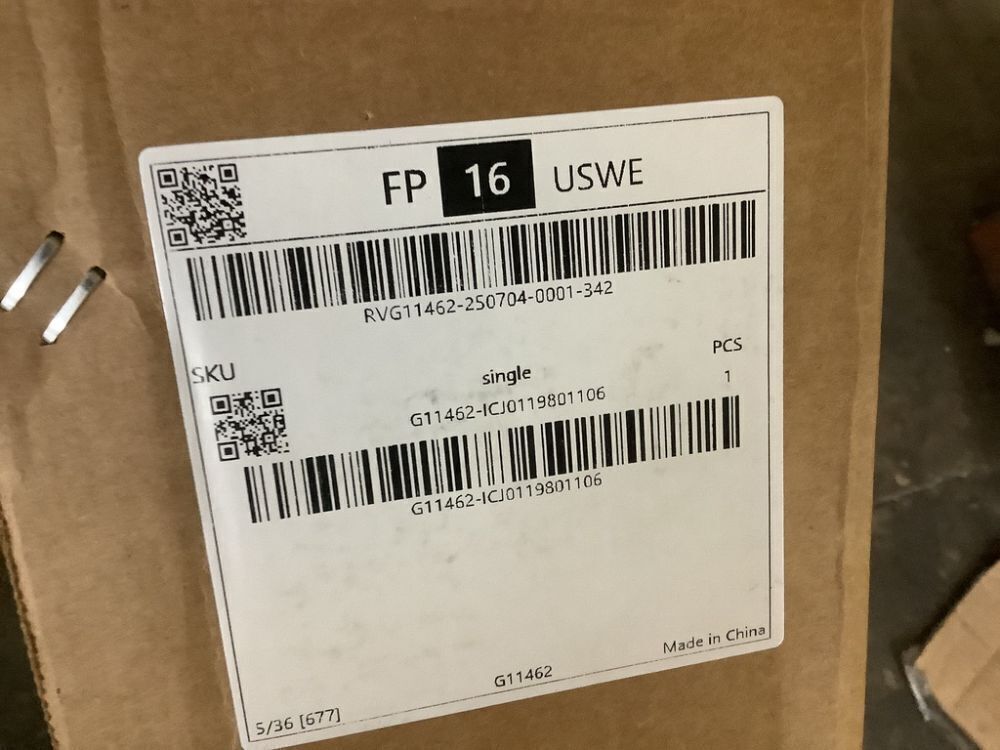 FP 16 USWE
RVG11462-250704-0001-342
SKU single PCS
G11462-ICJ0119801106 1
G11462-ICJ0119801106
Made in China
G11462
5/36 [677]